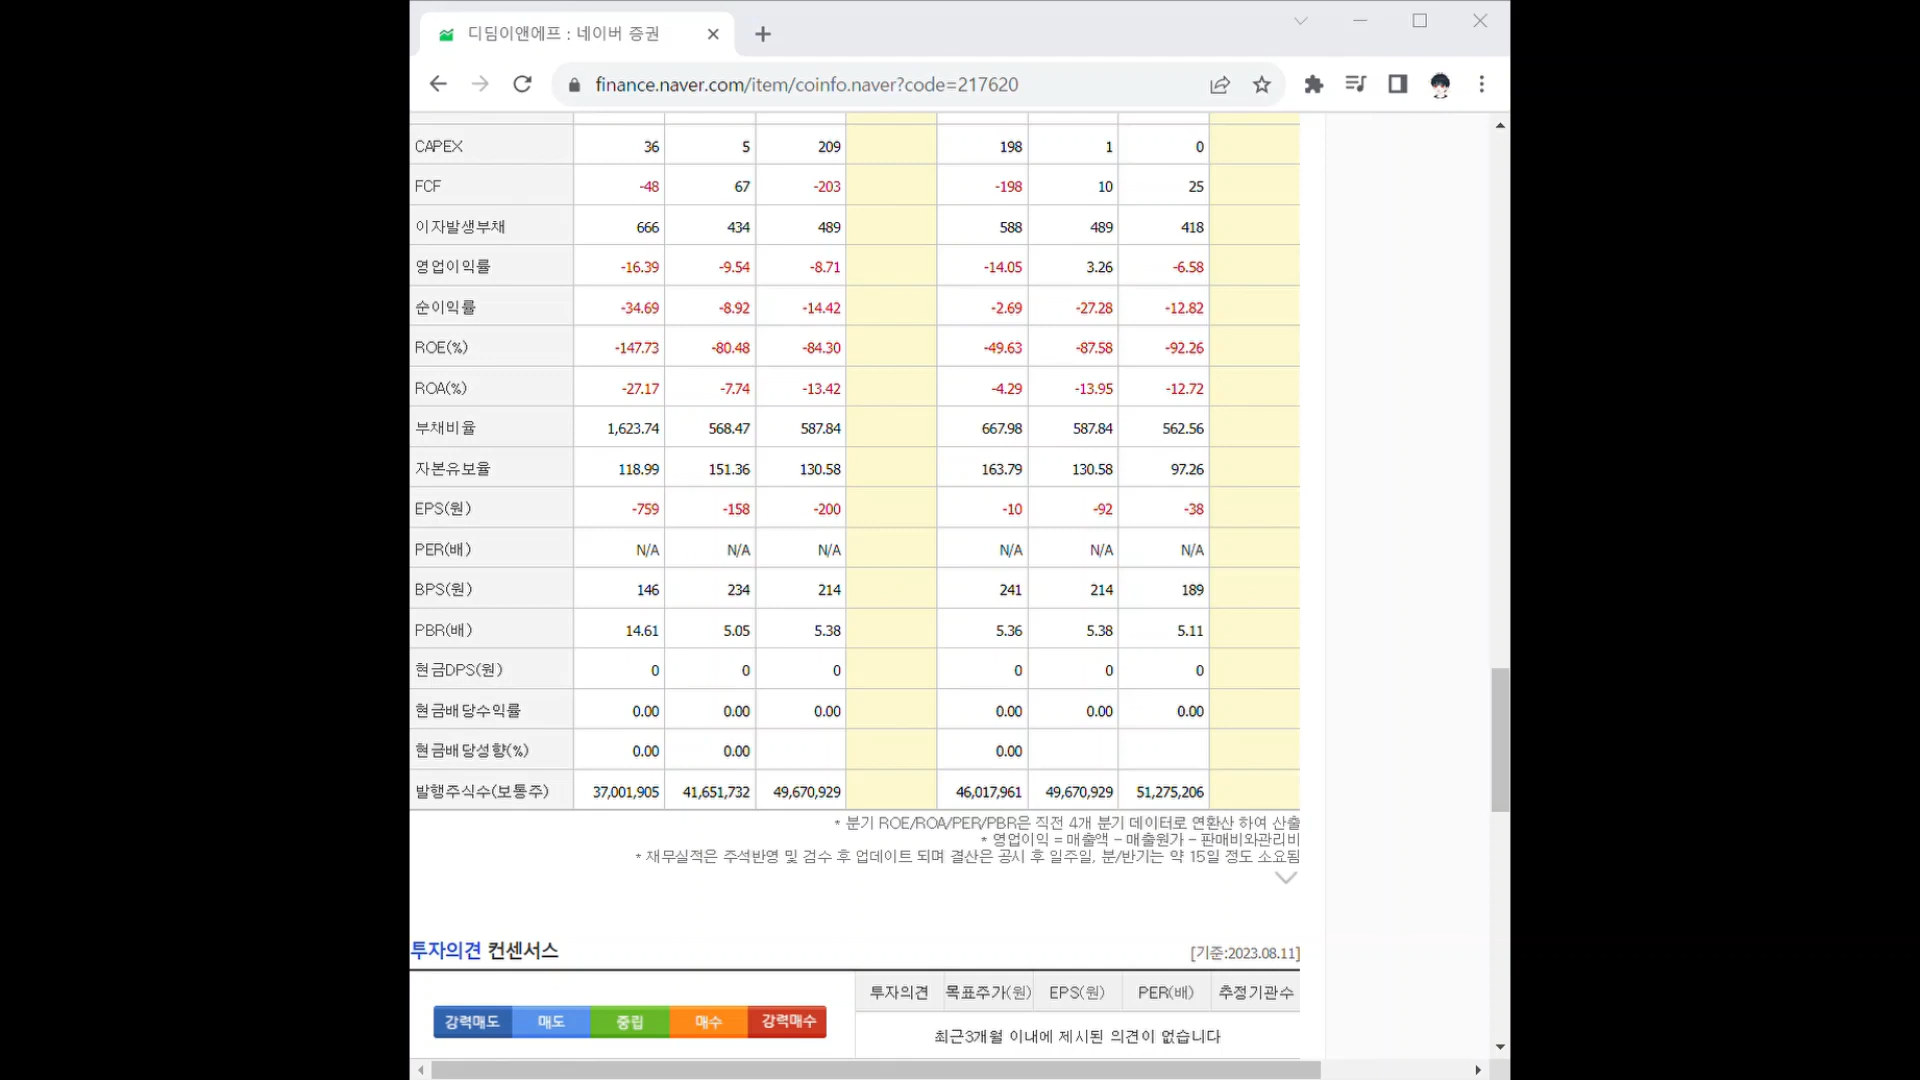 디딤이앤에프 : 네이버 증권
finance.naver.com/item/coinfo.naver?code=217620
CAPEX 36 5 209 198 1 0
FCF -48 67 -203 -198 10 25
이자발생부채 666 434 489 588 489 418
영업이익률 -16.39 -9.54 -8.71 -14.05 3.26 -6.58
순이익률 -34.69 -8.92 -14.42 -2.69 -27.28 -12.82
ROE(%) -147.73 -80.48 -84.30 -49.63 -87.58 -92.26
ROA(%) -27.17 -7.74 -13.42 -4.29 -13.95 -12.72
부채비율 1,623.74 568.47 587.84 667.98 587.84 562.56
자본유보율 118.99 151.36 130.58 163.79 130.58 97.26
EPS(원) -759 -158 -200 -10 -92 -38
PER(배) N/A N/A N/A N/A N/A N/A
BPS(원) 146 234 214 241 214 189
PBR(배) 14.61 5.05 5.38 5.36 5.38 5.11
현금DPS(원) 0 0 0 0 0 0
현금배당수익률 0.00 0.00 0.00 0.00 0.00 0.00
현금배당성향(%) 0.00 0.00 0.00
발행주식수(보통주) 37,001,905 41,651,732 49,670,929 46,017,961 49,670,929 51,275,206
* 분기 ROE/ROA/PER/PBR은 직전 4개 분기 데이터로 연환산 하여 산출
* 영업이익 = 매출액 - 매출원가 - 판매비와관리비
* 재무실적은 주석반영 및 검수 후 업데이트 되며 결산은 공시 후 일주일, 분/반기는 약 15일 정도 소요됨
투자의견 컨센서스 [기준:2023.08.11]
투자의견 목표주가(원) EPS(원) PER(배) 추정기관수
강력매도 매도 중립 매수 강력매수
최근3개월 이내에 제시된 의견이 없습니다